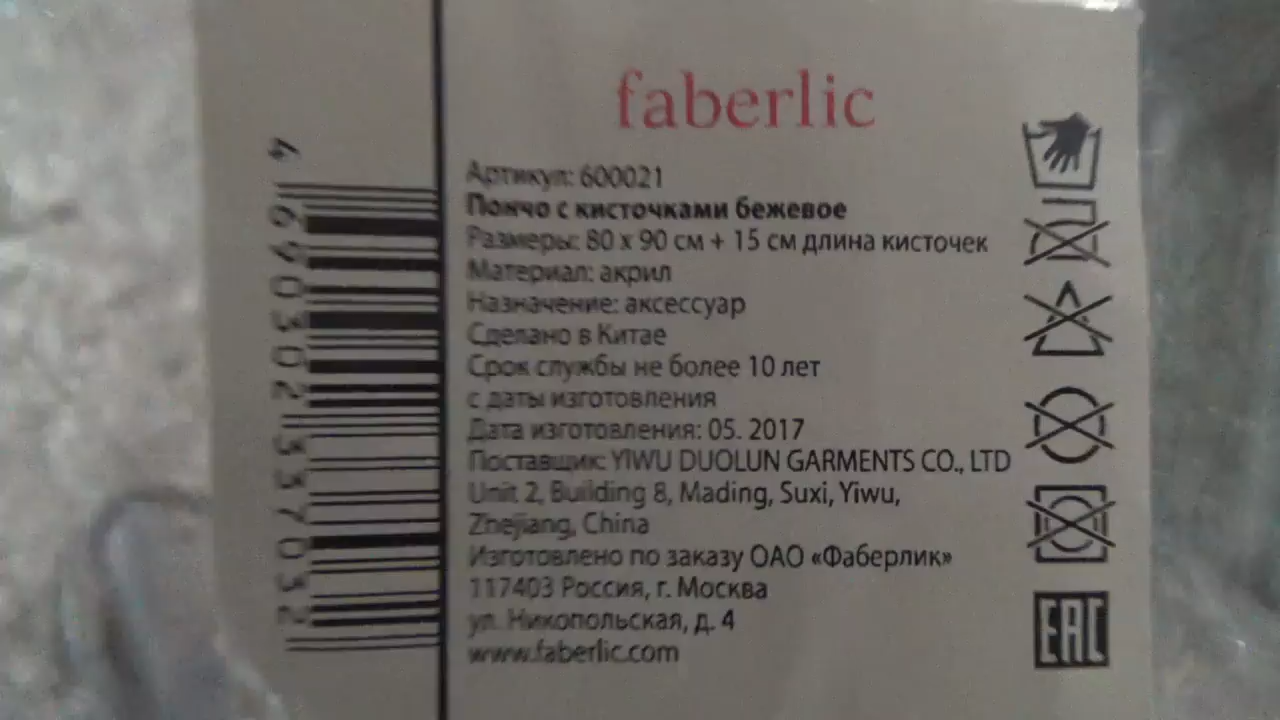 faberlic
Артикул: 600021
Пончо с кисточками бежевое
Размеры: 80 х 90 см + 15 см длина кисточек
Материал: акрил
Назначение: аксессуар
Сделано в Китае
Срок службы не более 10 лет
с даты изготовления
Дата изготовления: 05. 2017
Поставщик: YIWU DUOLUN GARMENTS CO., LTD
Unit 2, Building 8, Mading, Suxi, Yiwu,
Zhejiang, China
Изготовлено по заказу ОАО «Фаберлик»
117403 Россия, г. Москва
ул. Никопольская, д. 4
www.faberlic.com
4 690302 337032
EAC